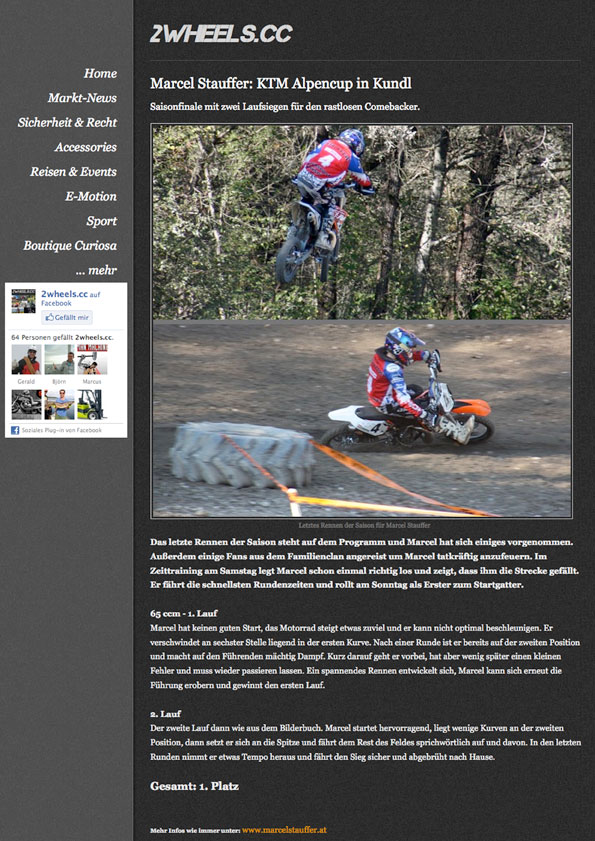 2WHEELS.CC
Home
Markt-News
Sicherheit & Recht
Accessories
Reisen & Events
E-Motion
Sport
Boutique Curiosa
... mehr
2wheels.cc auf
Facebook
Gefällt mir
64 Personen gefällt 2wheels.cc.
Gerald Björn Marcus
Soziales Plug-in von Facebook
Marcel Stauffer: KTM Alpencup in Kundl
Saisonfinale mit zwei Laufsiegen für den rastlosen Comebacker.
4
4
Letztes Rennen der Saison für Marcel Stauffer
Das letzte Rennen der Saison steht auf dem Programm und Marcel hat sich einiges vorgenommen.
Außerdem einige Fans aus dem Familienclan angereist um Marcel tatkräftig anzufeuern. Im
Zeittraining am Samstag legt Marcel schon einmal richtig los und zeigt, dass ihm die Strecke gefällt.
Er fährt die schnellsten Rundenzeiten und rollt am Sonntag als Erster zum Startgatter.
65 ccm - 1. Lauf
Marcel hat keinen guten Start, das Motorrad steigt etwas zuviel und er kann nicht optimal beschleunigen. Er
verschwindet an sechster Stelle liegend in der ersten Kurve. Nach einer Runde ist er bereits auf der zweiten Position
und macht auf den Führenden mächtig Dampf. Kurz darauf geht er vorbei, hat aber wenig später einen kleinen
Fehler und muss wieder passieren lassen. Ein spannendes Rennen entwickelt sich, Marcel kann sich erneut die
Führung erobern und gewinnt den ersten Lauf.
2. Lauf
Der zweite Lauf dann wie aus dem Bilderbuch. Marcel startet hervorragend, liegt wenige Kurven an der zweiten
Position, dann setzt er sich an die Spitze und fährt dem Rest des Feldes sprichwörtlich auf und davon. In den letzten
Runden nimmt er etwas Tempo heraus und fährt den Sieg sicher und abgebrüht nach Hause.
Gesamt: 1. Platz
Mehr Infos wie immer unter: www.marcelstauffer.at